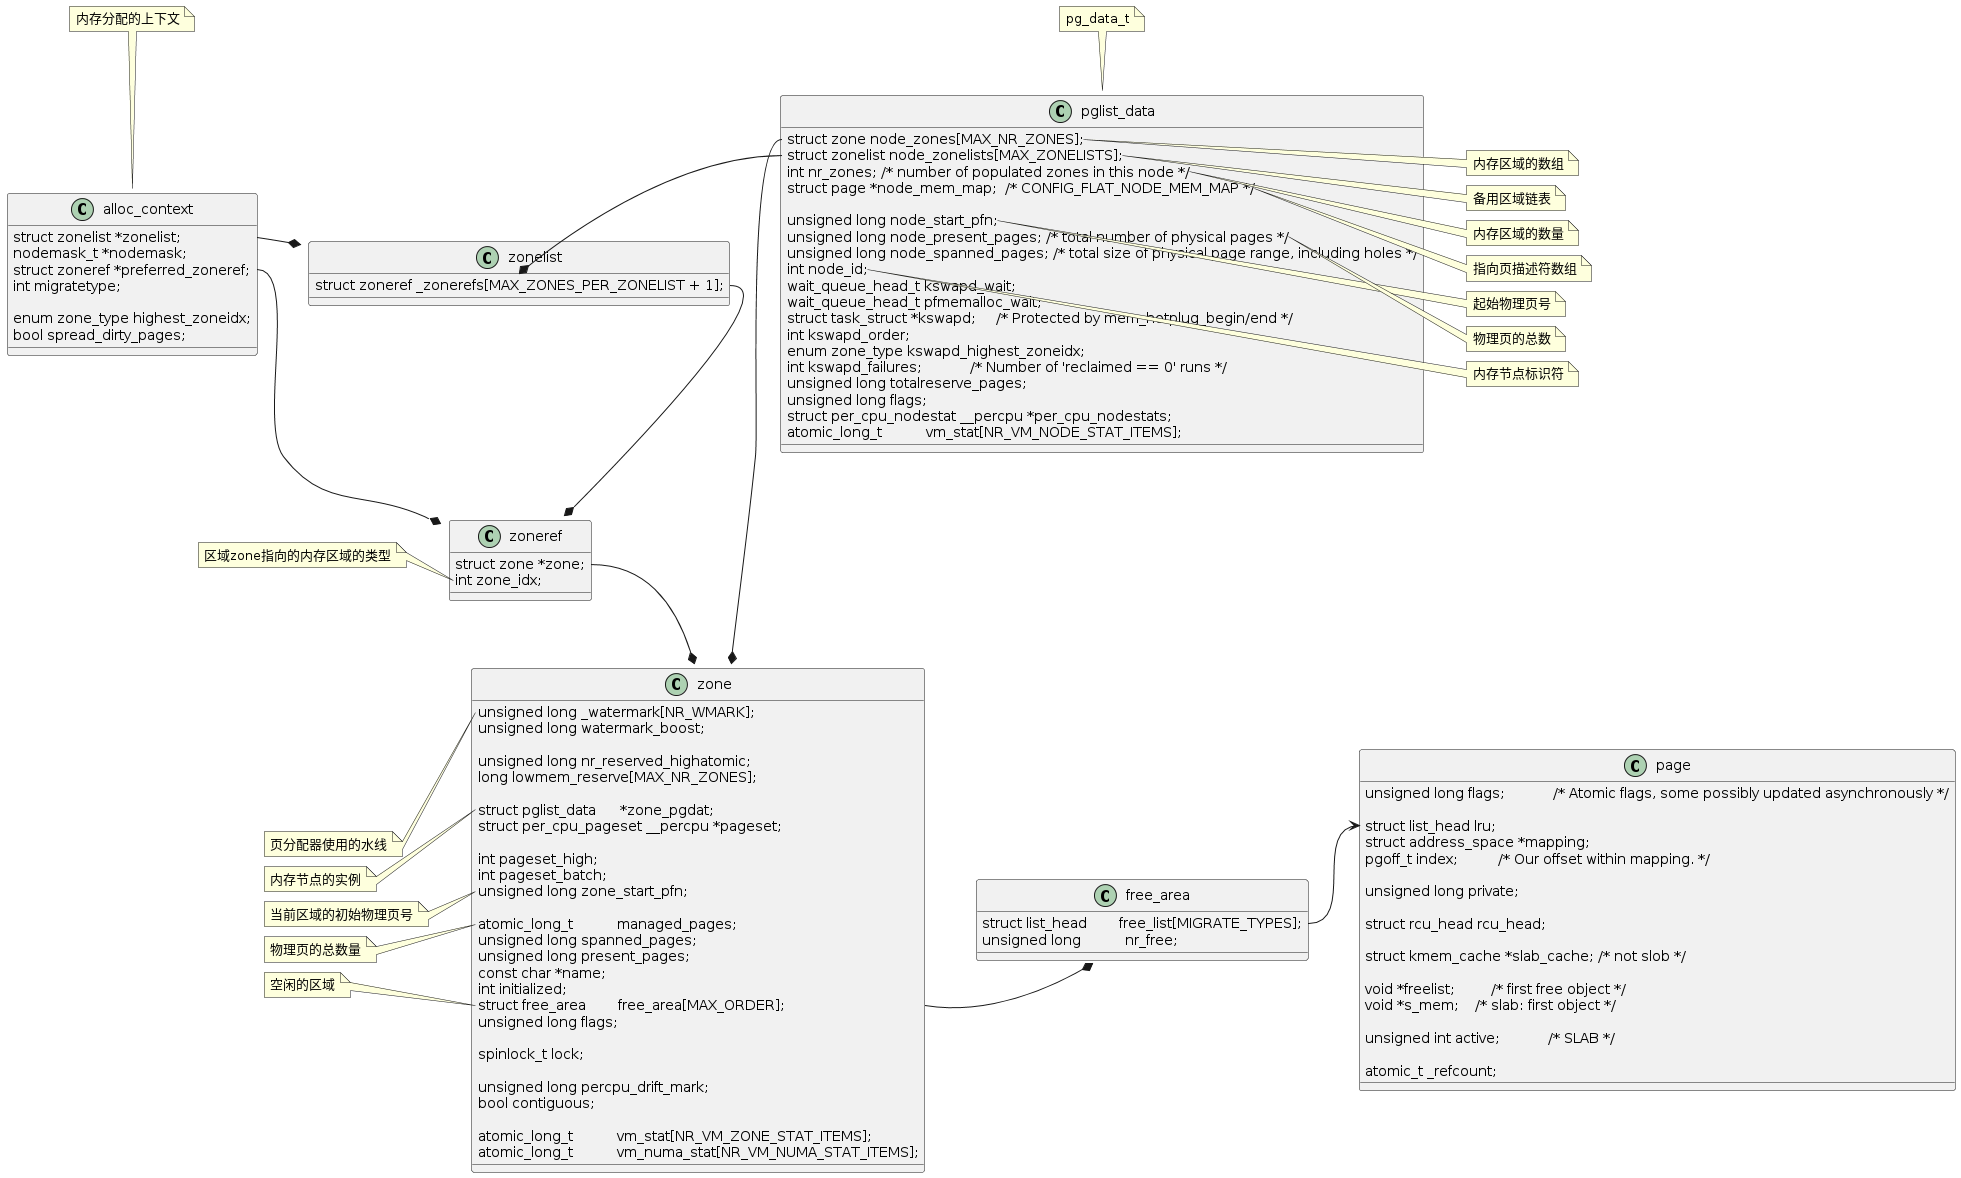 内存分配的上下文
pg_data_t
pglist_data
struct zone node_zones[MAX_NR_ZONES];
struct zonelist node_zonelists[MAX_ZONELISTS];
int nr_zones; /* number of populated zones in this node */
struct page *node_mem_map;  /* CONFIG_FLAT_NODE_MEM_MAP */
unsigned long node_start_pfn;
unsigned long node_present_pages; /* total number of physical pages */
unsigned long node_spanned_pages; /* total size of physical page range, including holes */
int node_id;
wait_queue_head_t kswapd_wait;
wait_queue_head_t pfmemalloc_wait;
struct task_struct *kswapd;     /* Protected by mem_hotplug_begin/end */
int kswapd_order;
enum zone_type kswapd_highest_zoneidx;
int kswapd_failures;            /* Number of 'reclaimed == 0' runs */
unsigned long totalreserve_pages;
unsigned long flags;
struct per_cpu_nodestat __percpu *per_cpu_nodestats;
atomic_long_t           vm_stat[NR_VM_NODE_STAT_ITEMS];
内存区域的数组
备用区域链表
内存区域的数量
指向页描述符数组
起始物理页号
物理页的总数
内存节点标识符
alloc_context
struct zonelist *zonelist;
nodemask_t *nodemask;
struct zoneref *preferred_zoneref;
int migratetype;
enum zone_type highest_zoneidx;
bool spread_dirty_pages;
zonelist
struct zoneref _zonerefs[MAX_ZONES_PER_ZONELIST + 1];
区域zone指向的内存区域的类型
zoneref
struct zone *zone;
int zone_idx;
zone
unsigned long _watermark[NR_WMARK];
unsigned long watermark_boost;
unsigned long nr_reserved_highatomic;
long lowmem_reserve[MAX_NR_ZONES];
struct pglist_data      *zone_pgdat;
struct per_cpu_pageset __percpu *pageset;
int pageset_high;
int pageset_batch;
unsigned long zone_start_pfn;
atomic_long_t           managed_pages;
unsigned long spanned_pages;
unsigned long present_pages;
const char *name;
int initialized;
struct free_area        free_area[MAX_ORDER];
unsigned long flags;
spinlock_t lock;
unsigned long percpu_drift_mark;
bool contiguous;
atomic_long_t           vm_stat[NR_VM_ZONE_STAT_ITEMS];
atomic_long_t           vm_numa_stat[NR_VM_NUMA_STAT_ITEMS];
页分配器使用的水线
内存节点的实例
当前区域的初始物理页号
物理页的总数量
空闲的区域
free_area
struct list_head        free_list[MIGRATE_TYPES];
unsigned long           nr_free;
page
unsigned long flags;            /* Atomic flags, some possibly updated asynchronously */
struct list_head lru;
struct address_space *mapping;
pgoff_t index;          /* Our offset within mapping. */
unsigned long private;
struct rcu_head rcu_head;
struct kmem_cache *slab_cache; /* not slob */
void *freelist;         /* first free object */
void *s_mem;    /* slab: first object */
unsigned int active;            /* SLAB */
atomic_t _refcount;